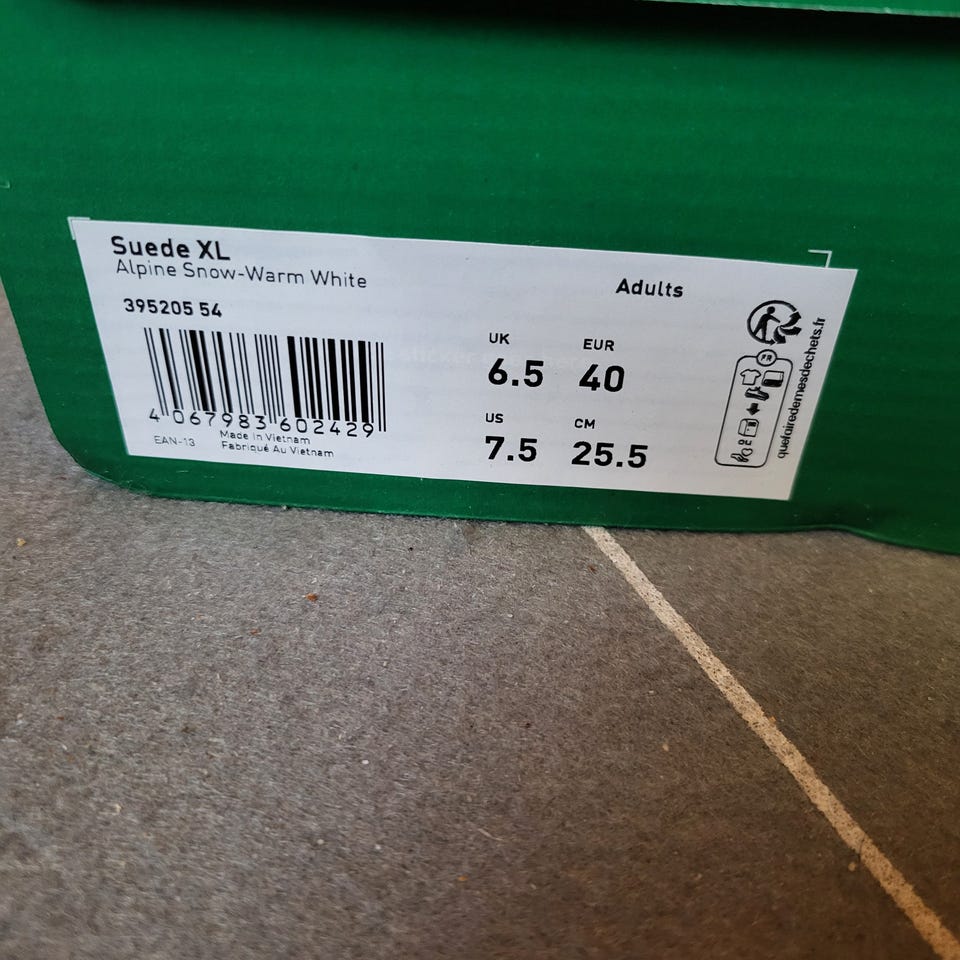 Suede XL
Alpine Snow-Warm White
395205 54
4 067983 602429
EAN-13
Made in Vietnam
Fabriqué Au Vietnam
Adults
UK
6.5
EUR
40
US
7.5
CM
25.5
FR
quefairedemesdechets.fr